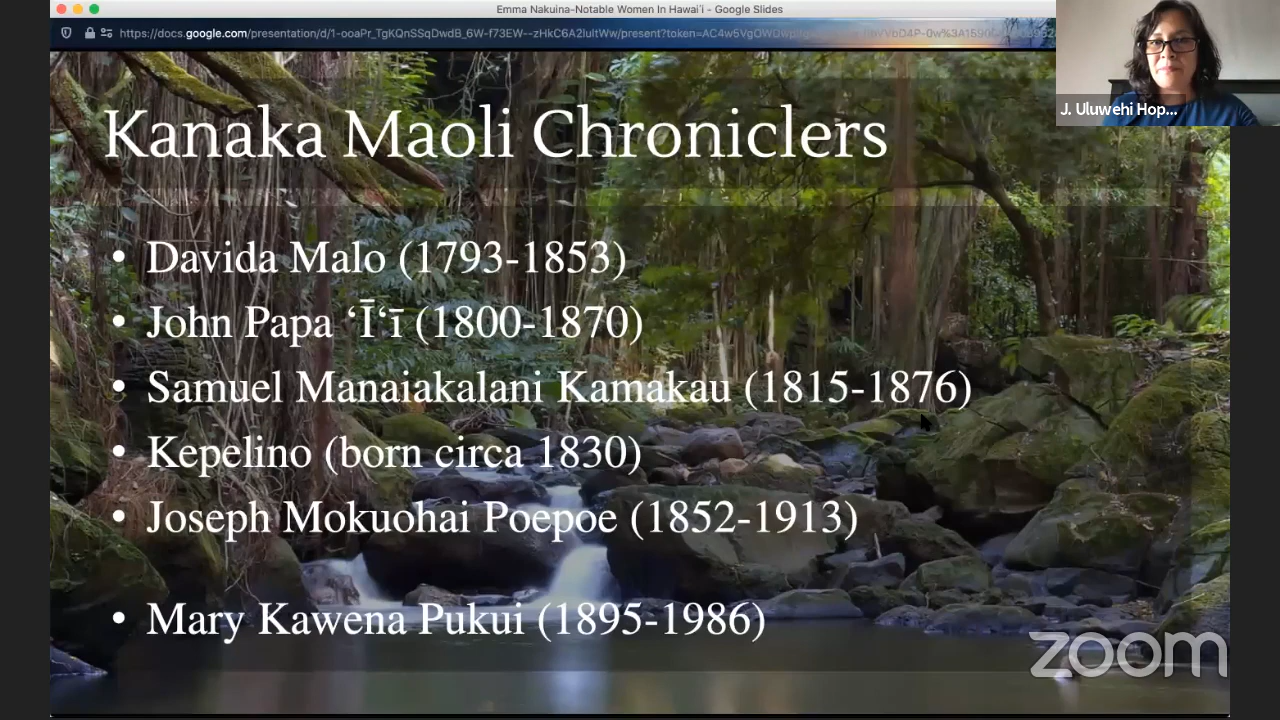 Emma Nakuina-Notable Women In Hawai'i - Google Slides
J. Uluwehi Hop...
Kanaka Maoli Chroniclers
• Davida Malo (1793-1853)
• John Papa ʻĪʻī (1800-1870)
• Samuel Manaiakalani Kamakau (1815-1876)
• Kepelino (born circa 1830)
• Joseph Mokuohai Poepoe (1852-1913)
• Mary Kawena Pukui (1895-1986)
zoom